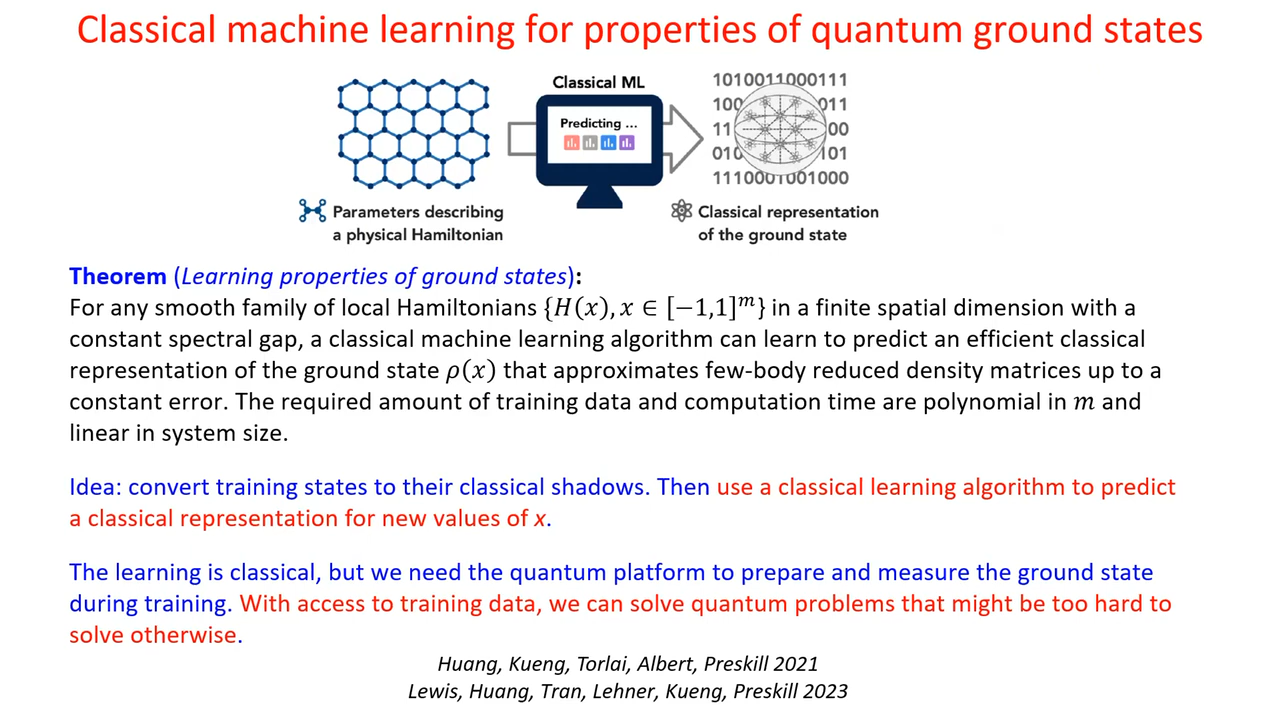 Classical machine learning for properties of quantum ground states
Classical ML
Predicting ...
1010011000111
100 011
11 00
010 101
1110001001000
Parameters describing
a physical Hamiltonian
Classical representation
of the ground state
Theorem (Learning properties of ground states):
For any smooth family of local Hamiltonians {H(x), x ∈ [−1,1]^m} in a finite spatial dimension with a
constant spectral gap, a classical machine learning algorithm can learn to predict an efficient classical
representation of the ground state ρ(x) that approximates few-body reduced density matrices up to a
constant error. The required amount of training data and computation time are polynomial in m and
linear in system size.
Idea: convert training states to their classical shadows. Then use a classical learning algorithm to predict
a classical representation for new values of x.
The learning is classical, but we need the quantum platform to prepare and measure the ground state
during training. With access to training data, we can solve quantum problems that might be too hard to
solve otherwise.
Huang, Kueng, Torlai, Albert, Preskill 2021
Lewis, Huang, Tran, Lehner, Kueng, Preskill 2023